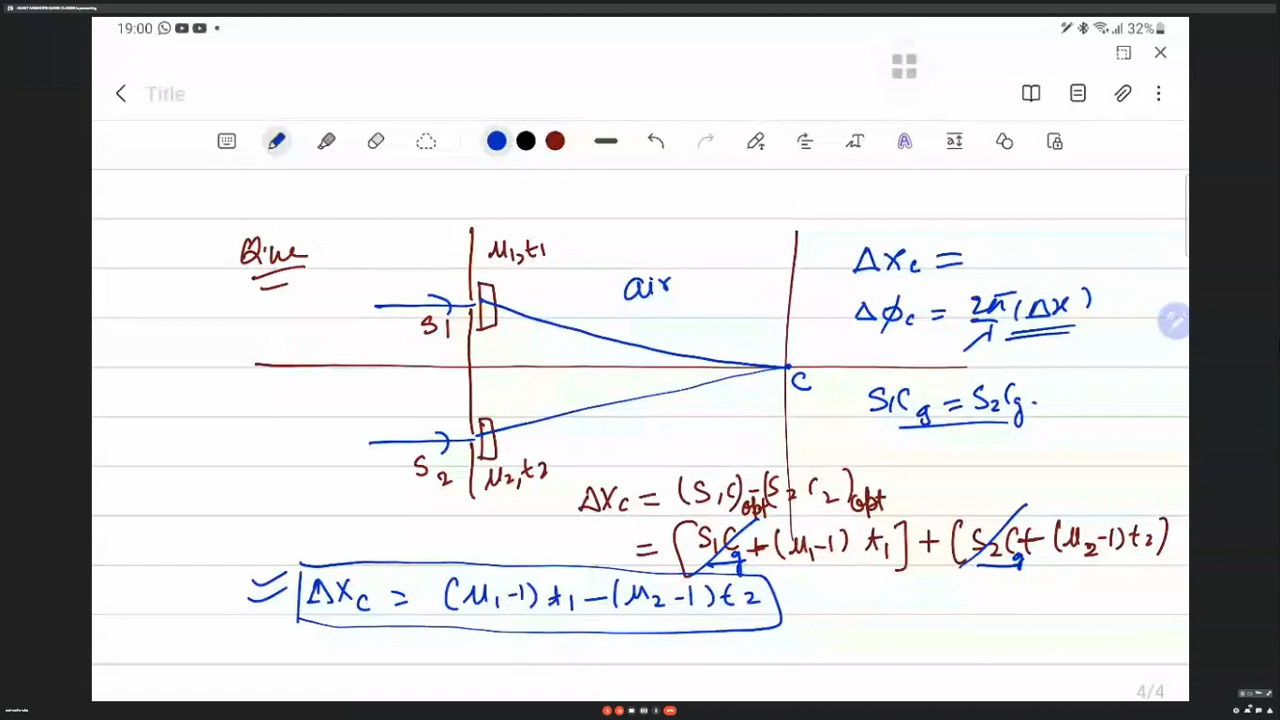 19:00 32%
Title
μ1,t1
air
ΔXc =
S1
Δϕc = 2π/λ (ΔX)
C
S1Cg = S2Cg.
S2
μ2,t2
ΔXc = (S1C)opt - (S2C2)opt
= [S1Cg + (μ1-1) t1] + (S2Cg + (μ2-1)t2)
ΔXc = (μ1-1) t1 - (μ2-1)t2
4/4